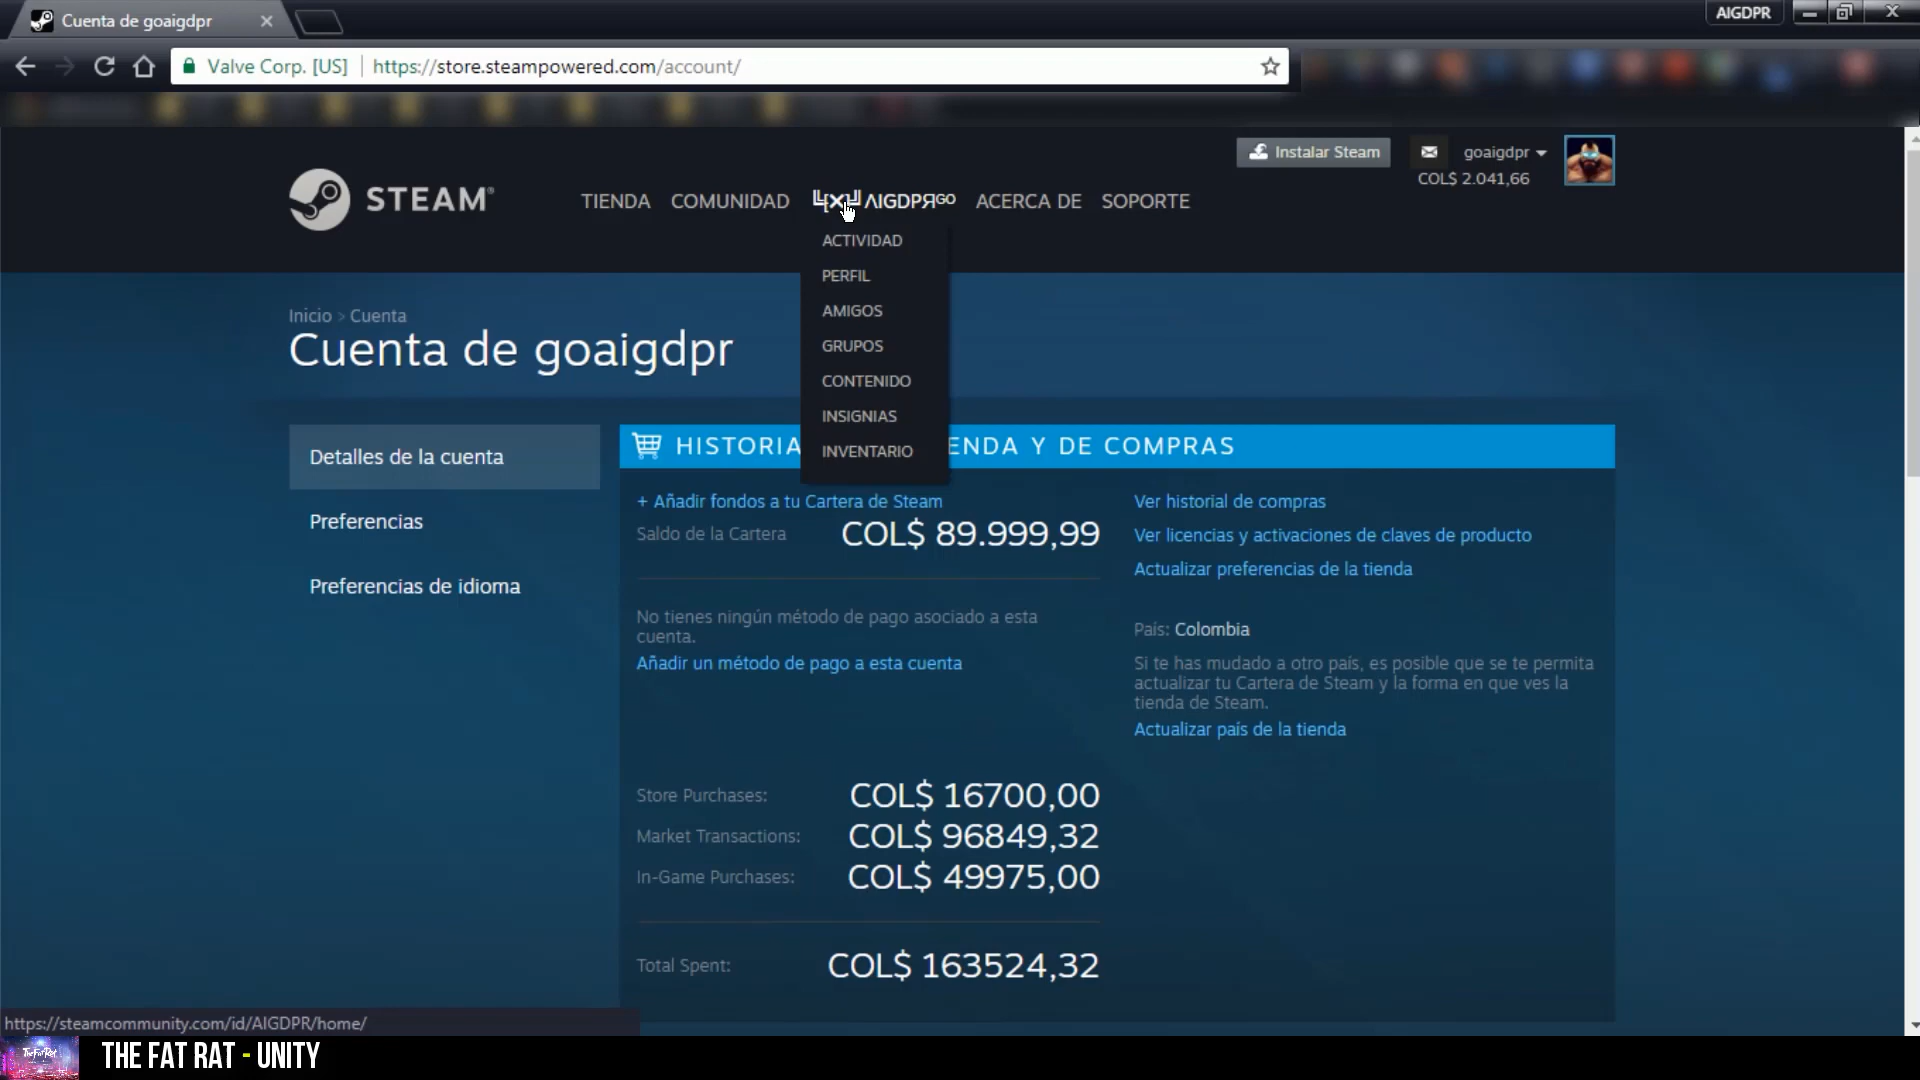 Cuenta de goaigdpr
AIGDPR
Valve Corp. [US]
https://store.steampowered.com/account/
Instalar Steam
goaigdpr
COL$ 2.041,66
STEAM®
TIENDA COMUNIDAD ╚[X]╝ΛIGDPЯᴳᴼ ACERCA DE SOPORTE
ACTIVIDAD
PERFIL
AMIGOS
GRUPOS
CONTENIDO
INSIGNIAS
INVENTARIO
Inicio > Cuenta
Cuenta de goaigdpr
Detalles de la cuenta
Preferencias
Preferencias de idioma
HISTORIA ENDA Y DE COMPRAS
+ Añadir fondos a tu Cartera de Steam
Saldo de la Cartera COL$ 89.999,99
No tienes ningún método de pago asociado a esta
cuenta.
Añadir un método de pago a esta cuenta
Ver historial de compras
Ver licencias y activaciones de claves de producto
Actualizar preferencias de la tienda
País: Colombia
Si te has mudado a otro país, es posible que se te permita
actualizar tu Cartera de Steam y la forma en que ves la
tienda de Steam.
Actualizar país de la tienda
Store Purchases: COL$ 16700,00
Market Transactions: COL$ 96849,32
In-Game Purchases: COL$ 49975,00
Total Spent: COL$ 163524,32
https://steamcommunity.com/id/AIGDPR/home/
TheFatRat
THE FAT RAT - UNITY